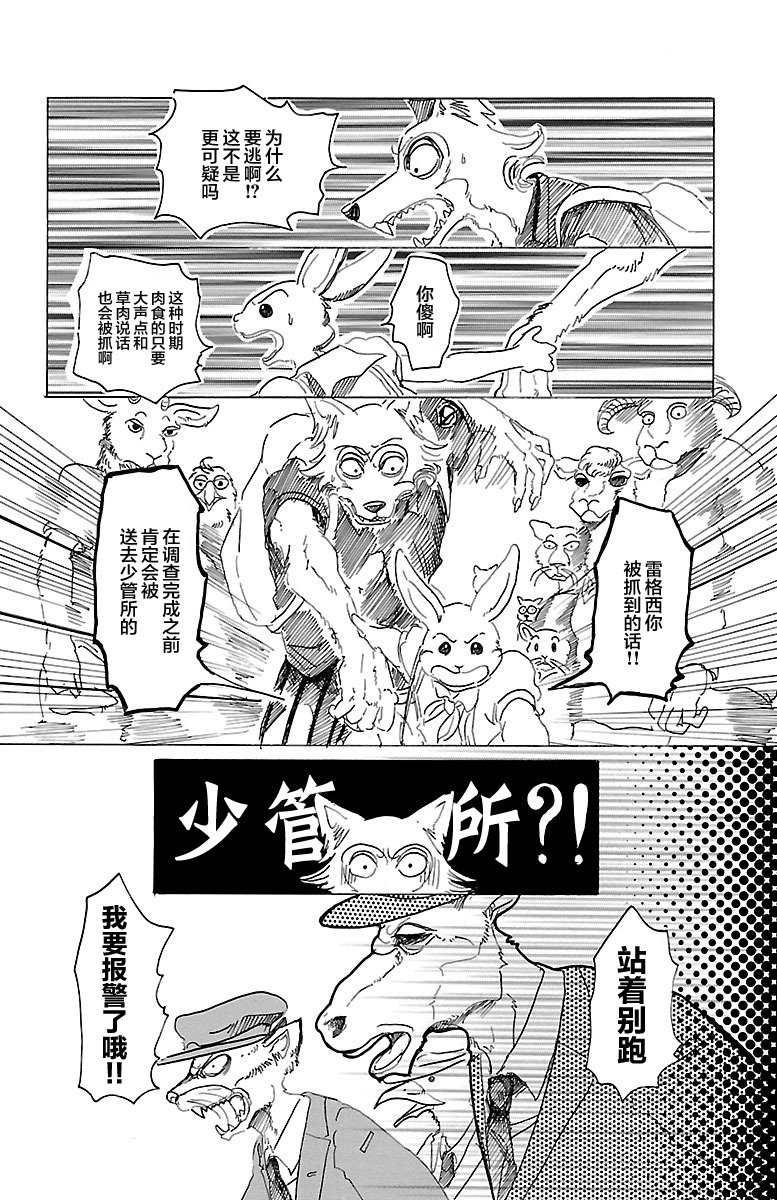 为什么
要逃啊!?
这不是
更可疑吗
你傻啊
这种时期
肉食的只要
大声点和
草肉说话
也会被抓啊
雷格西你
被抓到的话!!
在调查完成之前
肯定会被
送去少管所的
少管所?!
站着别跑
我要报警了哦!!